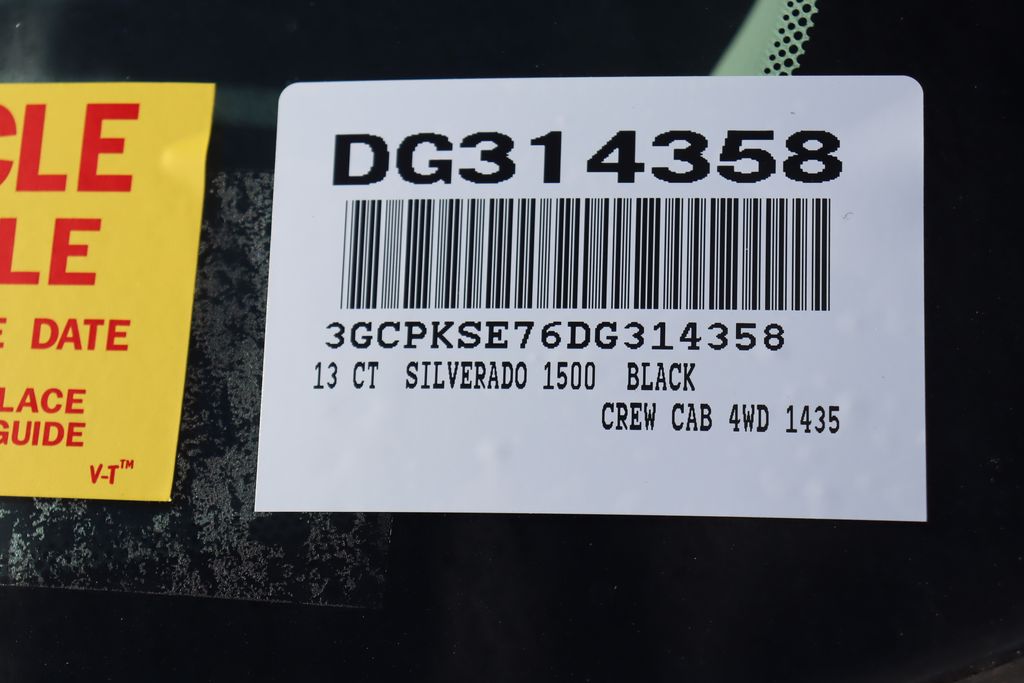 CLE
LE
E DATE
LACE
GUIDE
V-T™
DG314358
3GCPKSE76DG314358
13 CT SILVERADO 1500 BLACK
CREW CAB 4WD 1435